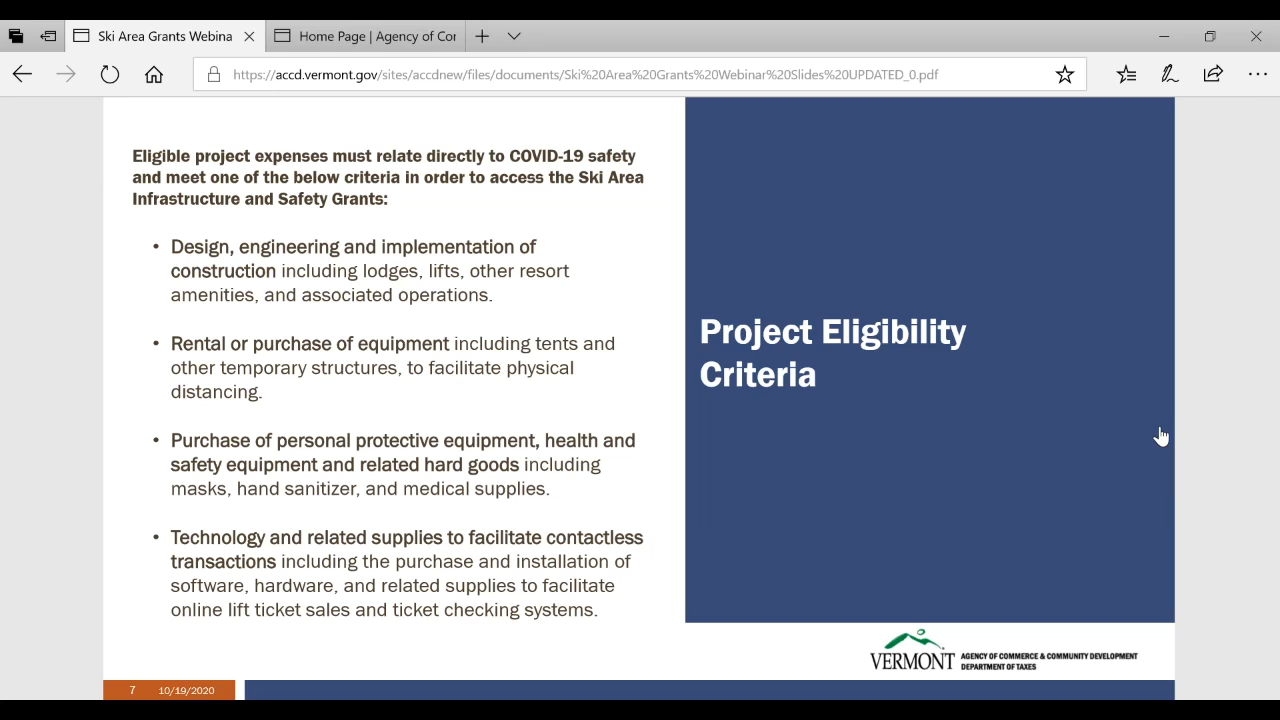 Ski Area Grants Webina
Home Page | Agency of Cor
https://accd.vermont.gov/sites/accdnew/files/documents/Ski%20Area%20Grants%20Webinar%20Slides%20UPDATED_0.pdf
Eligible project expenses must relate directly to COVID-19 safety
and meet one of the below criteria in order to access the Ski Area
Infrastructure and Safety Grants:
• Design, engineering and implementation of
construction including lodges, lifts, other resort
amenities, and associated operations.
• Rental or purchase of equipment including tents and
other temporary structures, to facilitate physical
distancing.
• Purchase of personal protective equipment, health and
safety equipment and related hard goods including
masks, hand sanitizer, and medical supplies.
• Technology and related supplies to facilitate contactless
transactions including the purchase and installation of
software, hardware, and related supplies to facilitate
online lift ticket sales and ticket checking systems.
Project Eligibility
Criteria
VERMONT
AGENCY OF COMMERCE & COMMUNITY DEVELOPMENT
DEPARTMENT OF TAXES
7 10/19/2020